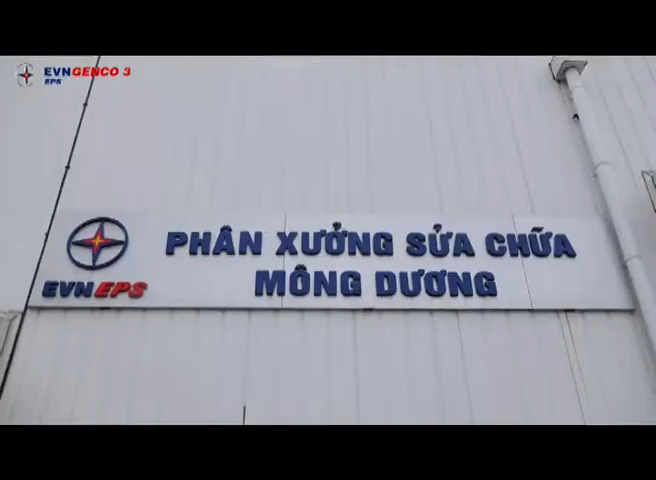 EVNGENCO 3
EPS
PHÂN XƯỞNG SỬA CHỮA
MÔNG DƯƠNG
EVNEPS